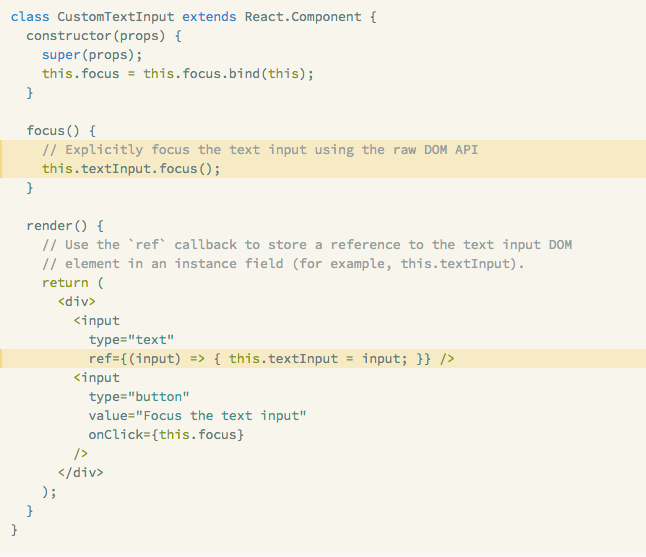 class CustomTextInput extends React.Component {
  constructor(props) {
    super(props);
    this.focus = this.focus.bind(this);
  }

  focus() {
    // Explicitly focus the text input using the raw DOM API
    this.textInput.focus();
  }

  render() {
    // Use the `ref` callback to store a reference to the text input DOM
    // element in an instance field (for example, this.textInput).
    return (
      <div>
        <input
          type="text"
          ref={(input) => { this.textInput = input; }} />
        <input
          type="button"
          value="Focus the text input"
          onClick={this.focus}
        />
      </div>
    );
  }
}